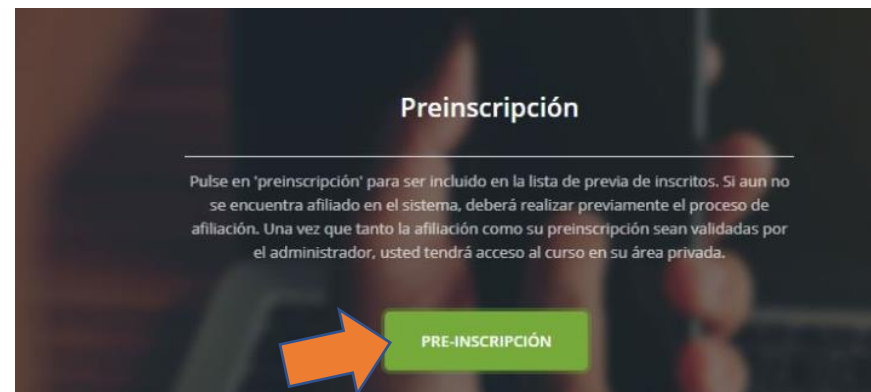 Preinscripción
Pulse en 'preinscripción' para ser incluido en la lista de previa de inscritos. Si aun no
se encuentra afiliado en el sistema, deberá realizar previamente el proceso de
afiliación. Una vez que tanto la afiliación como su preinscripción sean validadas por
el administrador, usted tendrá acceso al curso en su área privada.
PRE-INSCRIPCIÓN